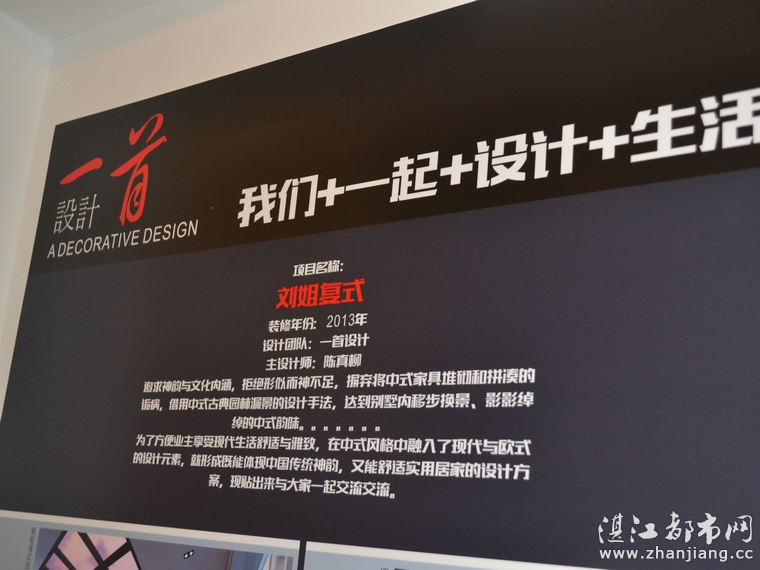 一首
設計
A DECORATIVE DESIGN
我们+一起+设计+生活
项目名称:
刘姐复式
装修年份: 2013年
设计团队: 一首设计
主设计师: 陈真柳
追求神韵与文化内涵，拒绝形似而神不足，摒弃将中式家具堆砌和拼凑的
诟病，借用中式古典园林漏景的设计手法，达到别墅内移步换景、影影绰
绰的中式韵味。。。。。。。
为了方便业主享受现代生活舒适与雅致，在中式风格中融入了现代与欧式
的设计元素，就形成既能体现中国传统神韵，又能舒适实用居家的设计方
案，现贴出来与大家一起交流交流。
湛江都市网
www.zhanjiang.cc